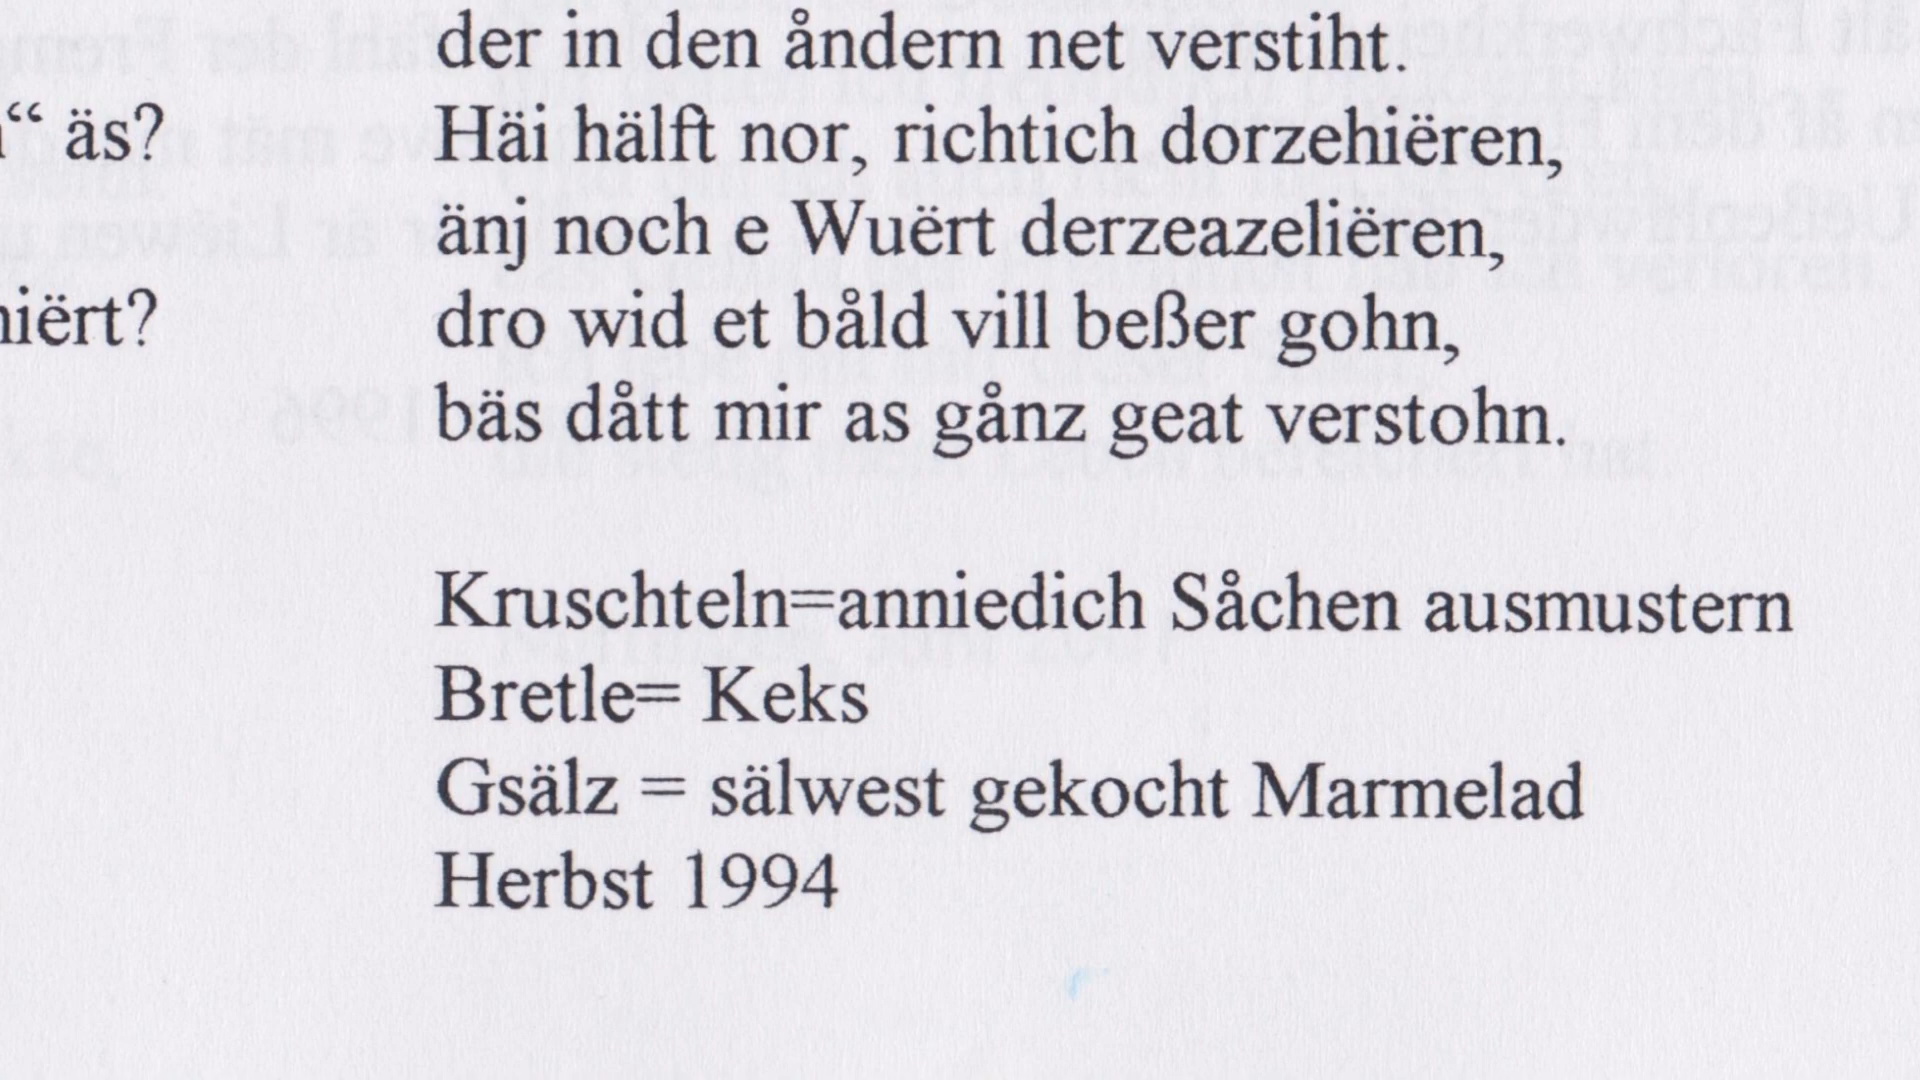 der in den åndern net verstiht.
“ äs?
Häi hälft nor, richtich dorzehiëren,
änj noch e Wuërt derzeazeliëren,
hiërt?
dro wid et båld vill beßer gohn,
bäs dått mir as gånz geat verstohn.
Kruschteln=anniedich Såchen ausmustern
Bretle= Keks
Gsälz = sälwest gekocht Marmelad
Herbst 1994